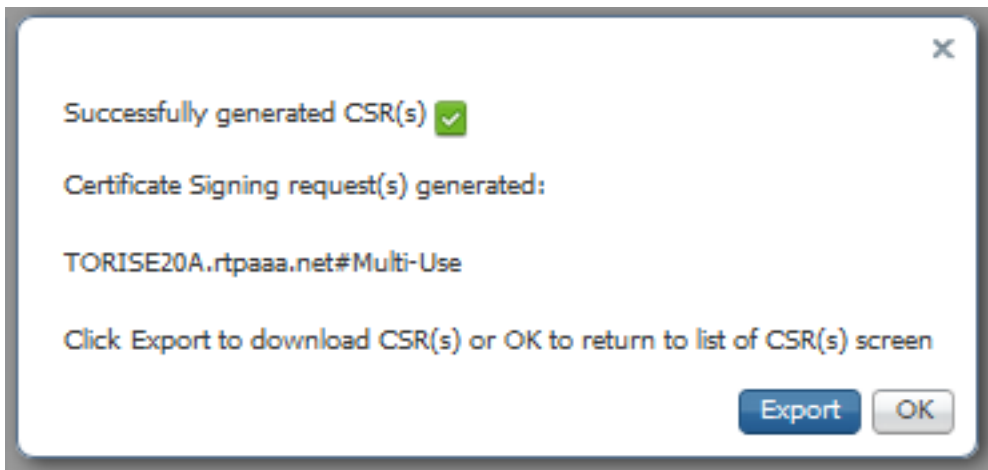 Successfully generated CSR(s)
Certificate Signing request(s) generated:
TORISE20A.rtpaaa.net#Multi-Use
Click Export to download CSR(s) or OK to return to list of CSR(s) screen
Export OK